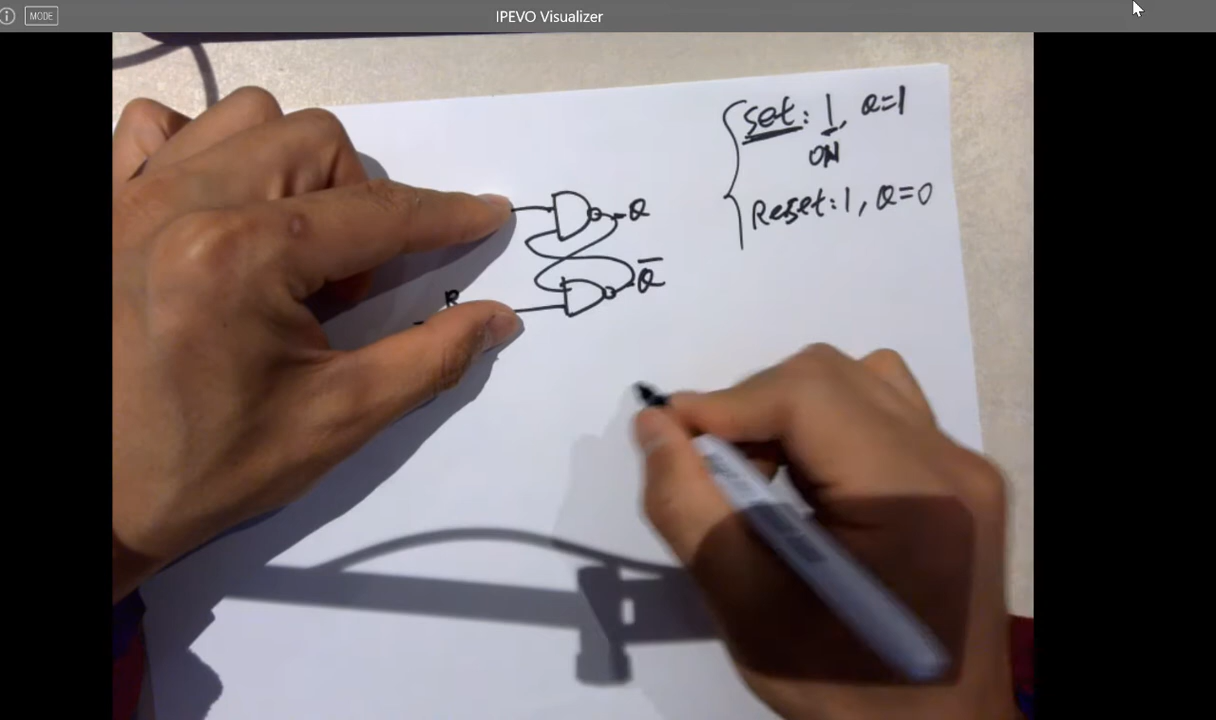 MODE
IPEVO Visualizer
set: 1, Q=1
ON
Reset: 1, Q=0
Q
Q̅
R